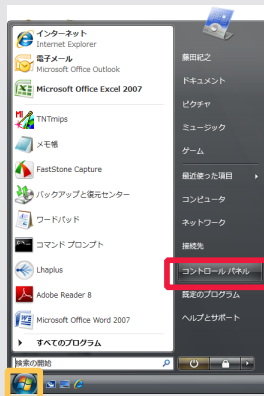 インターネット
Internet Explorer
電子メール
Microsoft Office Outlook
Microsoft Office Excel 2007
TNTmips
メモ帳
FastStone Capture
バックアップと復元センター
ワードパッド
コマンド プロンプト
Lhaplus
Adobe Reader 8
Microsoft Office Word 2007
すべてのプログラム
検索の開始
藤田紀之
ドキュメント
ピクチャ
ミュージック
ゲーム
最近使った項目
コンピュータ
ネットワーク
接続先
コントロール パネル
既定のプログラム
ヘルプとサポート